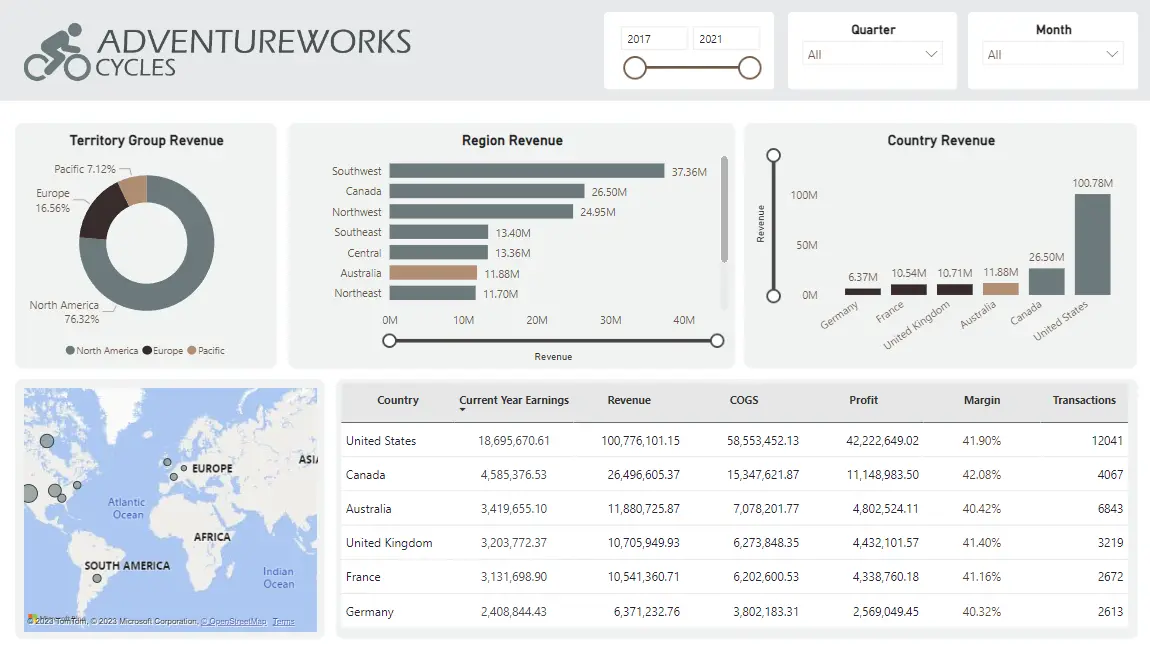 ADVENTUREWORKS
CYCLES
2017 2021
Quarter
All
Month
All
Territory Group Revenue
Pacific 7.12%
Europe
16.56%
North America
76.32%
North America Europe Pacific
Region Revenue
Southwest 37.36M
Canada 26.50M
Northwest 24.95M
Southeast 13.40M
Central 13.36M
Australia 11.88M
Northeast 11.70M
0M 10M 20M 30M 40M
Revenue
Country Revenue
Revenue
100M
50M
0M
6.37M 10.54M 10.71M 11.88M 26.50M 100.78M
Germany France United Kingdom Australia Canada United States
EUROPE
ASIA
Atlantic
Ocean
AFRICA
SOUTH AMERICA
Indian
Ocean
© 2023 TomTom, © 2023 Microsoft Corporation, © OpenStreetMap Terms
Country Current Year Earnings Revenue COGS Profit Margin Transactions
United States 18,695,670.61 100,776,101.15 58,553,452.13 42,222,649.02 41.90% 12041
Canada 4,585,376.53 26,496,605.37 15,347,621.87 11,148,983.50 42.08% 4067
Australia 3,419,655.10 11,880,725.87 7,078,201.77 4,802,524.11 40.42% 6843
United Kingdom 3,203,772.37 10,705,949.93 6,273,848.35 4,432,101.57 41.40% 3219
France 3,131,698.90 10,541,360.71 6,202,600.53 4,338,760.18 41.16% 2672
Germany 2,408,844.43 6,371,232.76 3,802,183.31 2,569,049.45 40.32% 2613